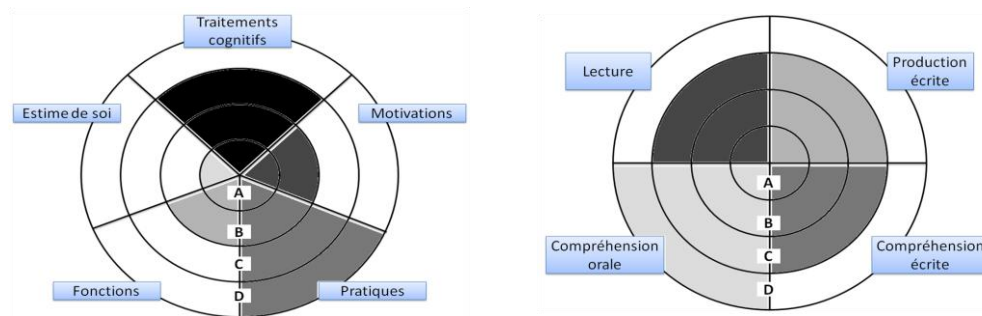 Traitements
cognitifs
Estime de soi
Motivations
A
B
C
D
Fonctions
Pratiques
Lecture
Production
écrite
A
B
C
D
Compréhension
orale
Compréhension
écrite